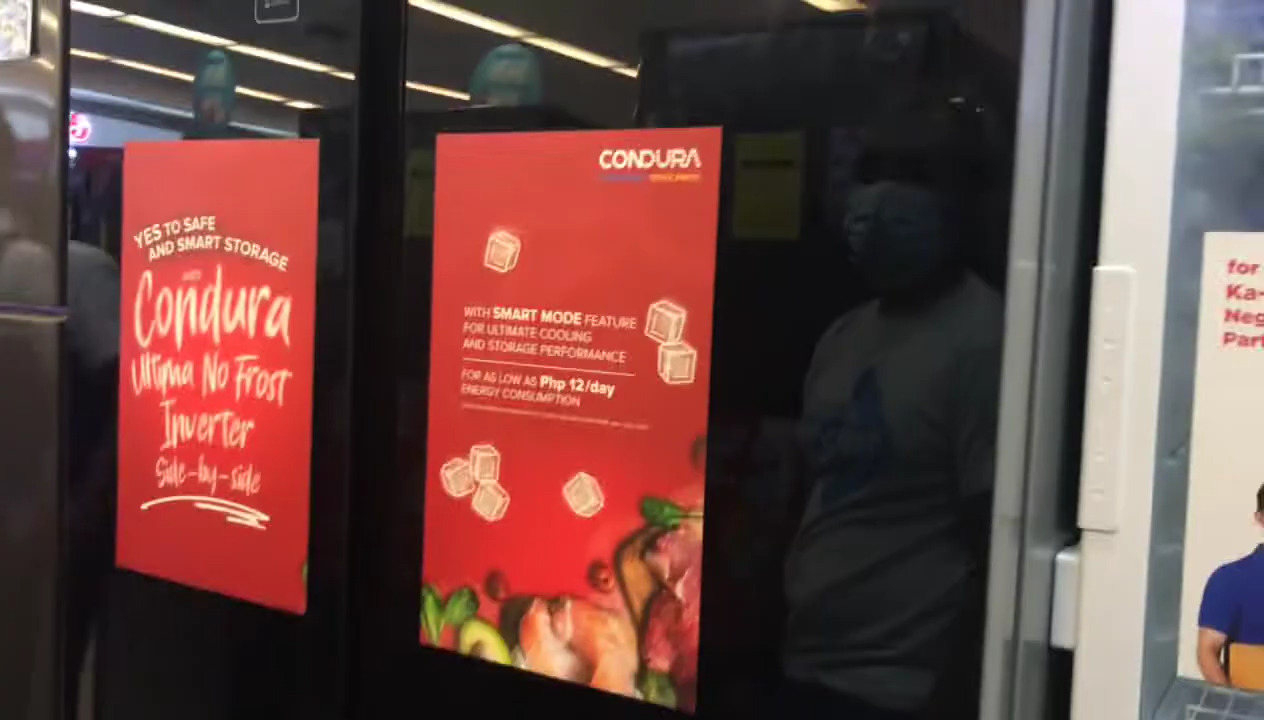 YES TO SAFE
AND SMART STORAGE
WITH
Condura
Ultima No Frost
Inverter
Side-by-side
CONDURA
WITH SMART MODE FEATURE
FOR ULTIMATE COOLING
AND STORAGE PERFORMANCE
FOR AS LOW AS Php 12/day
ENERGY CONSUMPTION
for
Ka-
Neg
Part